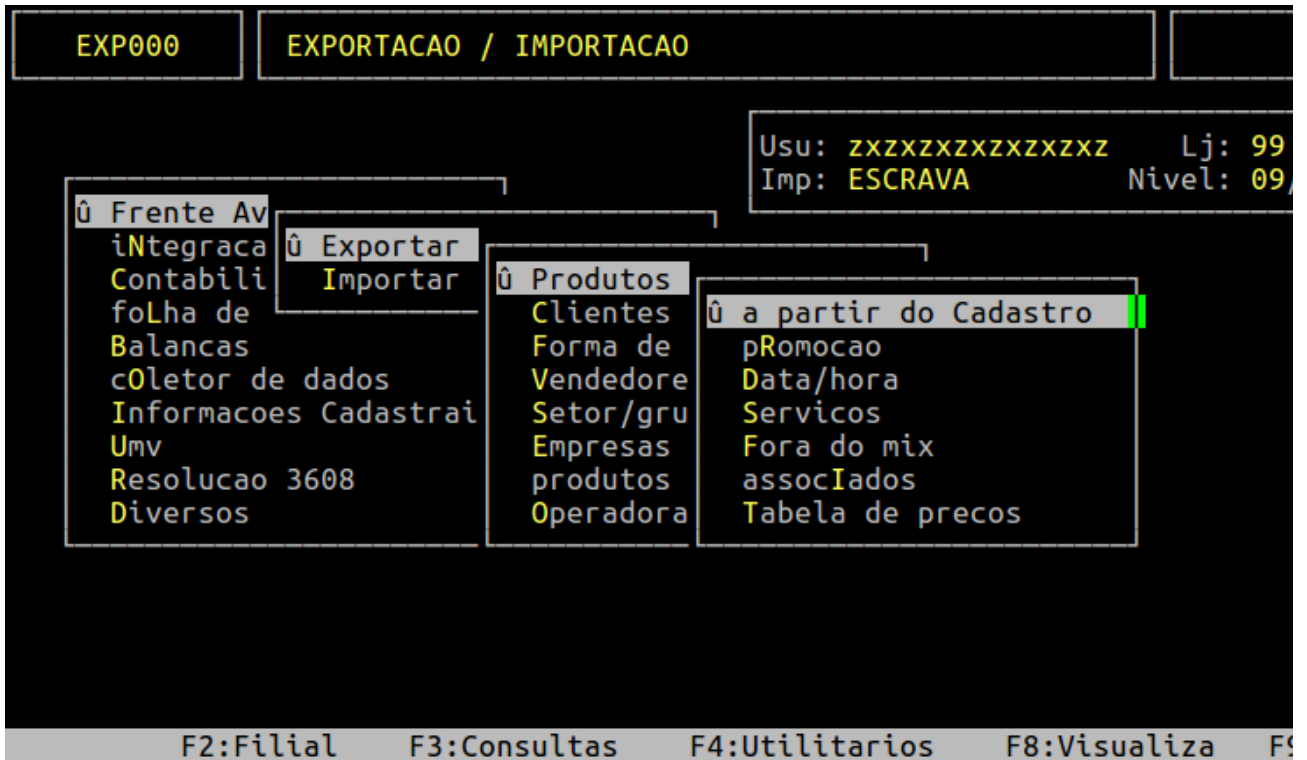 EXP000 EXPORTACAO / IMPORTACAO
Usu: zxzxzxzxzxzxzxz Lj: 99
Imp: ESCRAVA Nivel: 09/
û Frente Av
iNtegraca û Exportar
Contabili Importar û Produtos
foLha de Clientes û a partir do Cadastro
Balancas Forma de pRomocao
cOletor de dados Vendedore Data/hora
Informacoes Cadastrai Setor/gru Servicos
Umv Empresas Fora do mix
Resolucao 3608 produtos assocIados
Diversos Operadora Tabela de precos
F2:Filial F3:Consultas F4:Utilitarios F8:Visualiza F9